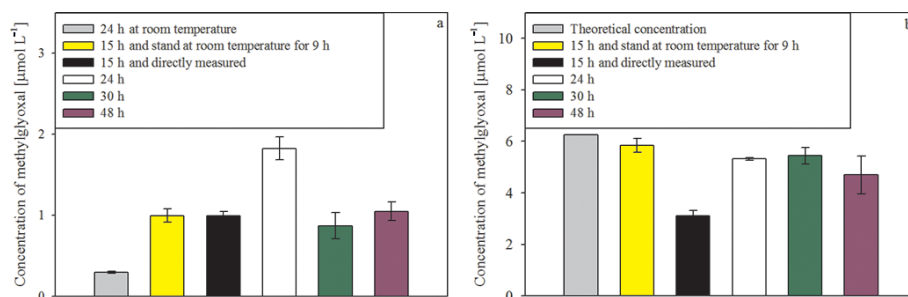 Concentration of methylglyoxal [µmol L⁻¹]
3
2
1
0
a
24 h at room temperature
15 h and stand at room temperature for 9 h
15 h and directly measured
24 h
30 h
48 h
Concentration of methylglyoxal [µmol L⁻¹]
10
8
6
4
2
0
b
Theoretical concentration
15 h and stand at room temperature for 9 h
15 h and directly measured
24 h
30 h
48 h